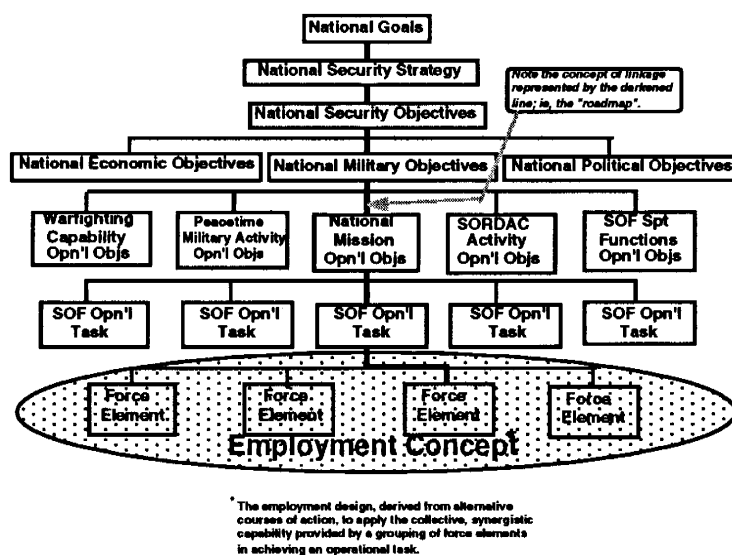 National Goals
National Security Strategy
Note the concept of linkage
represented by the darkened
line; ie, the "roadmap".
National Security Objectives
National Economic Objectives
National Military Objectives
National Political Objectives
Warfighting
Capability
Opn'l Objs
Peacetime
Military Activity
Opn'l Objs
National
Mission
Opn'l Objs
SORDAC
Activity
Opn'l Objs
SOF Spt
Functions
Opn'l Objs
SOF Opn'l
Task
SOF Opn'l
Task
SOF Opn'l
Task
SOF Opn'l
Task
SOF Opn'l
Task
Force
Element
Force
Element
Force
Element
Force
Element
Employment Concept*
* The employment design, derived from alternative
courses of action, to apply the collective, synergistic
capability provided by a grouping of force elements
in achieving an operational task.